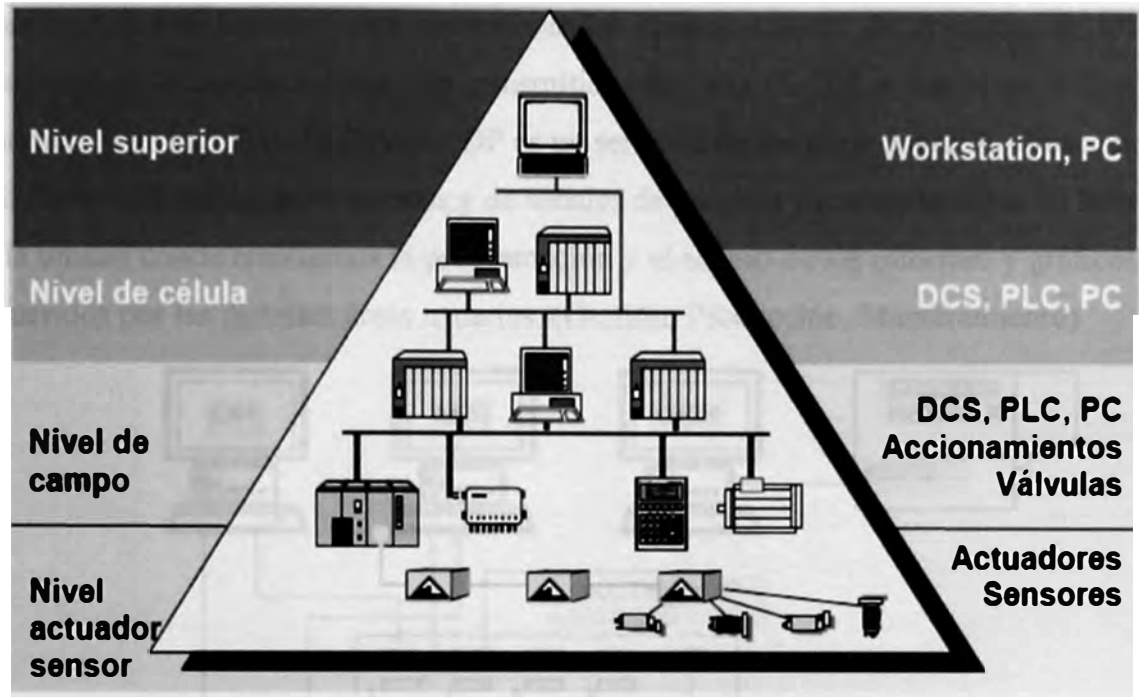 Nivel superior
Workstation, PC
Nivel de célula
DCS, PLC, PC
Nivel de
campo
DCS, PLC, PC
Accionamientos
Válvulas
Nivel
actuador
sensor
Actuadores
Sensores